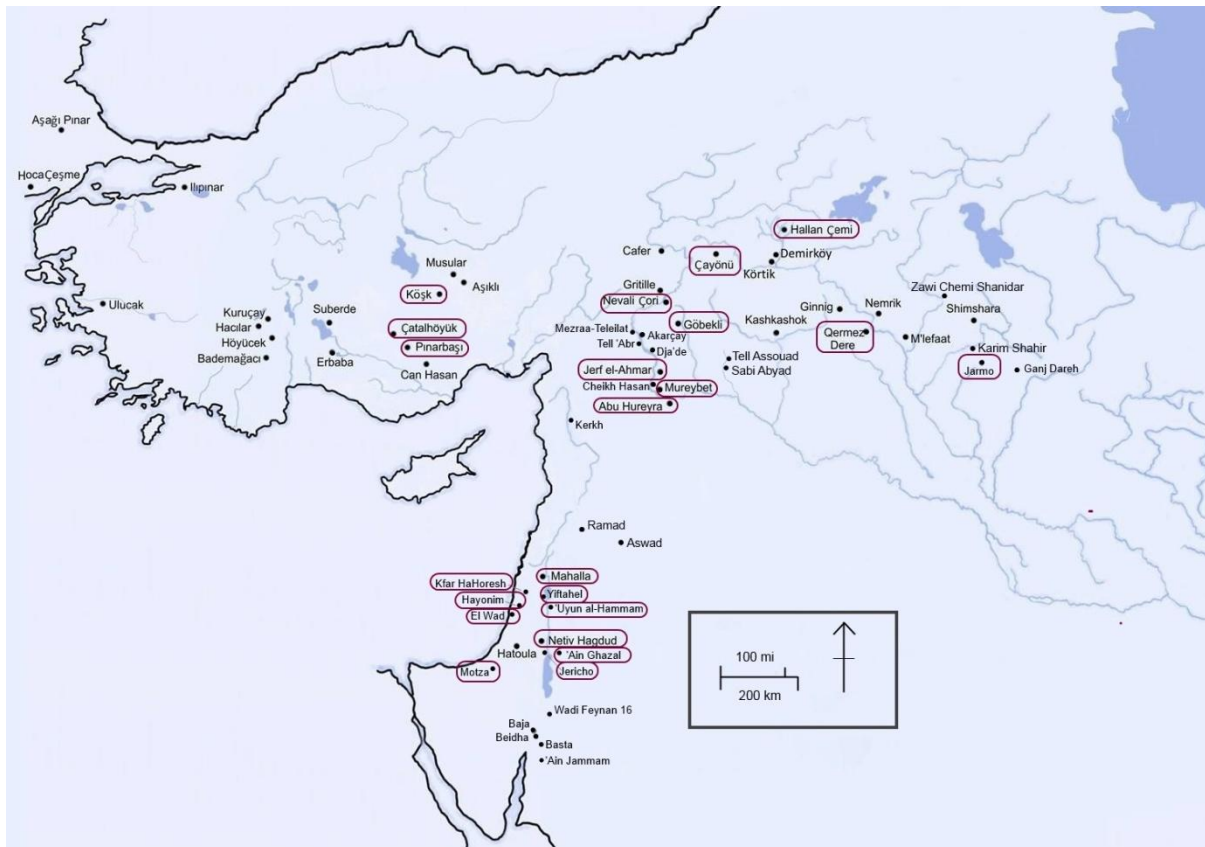 Aşağı Pınar
HocaÇeşme
Ilıpınar
Hallan Çemi
Cafer
Demirköy
Çayönü
Körtik
Musular
Aşıklı
Köşk
Gritille
Nevali Çori
Zawi Chemi Shanidar
Ulucak
Suberde
Kuruçay
Hacılar
Höyücek
Bademağacı
Erbaba
Çatalhöyük
Pınarbaşı
Can Hasan
Göbekli
Mezraa-Teleilat
Akarçay
Tell 'Abr
Dja'de
Kashkashok
Ginnig
Nemrik
Shimshara
Qermez
Dere
M'lefaat
Karim Shahir
Jarmo
Ganj Dareh
Tell Assouad
Sabi Abyad
Jerf el-Ahmar
Cheikh Hasan
Mureybet
Abu Hureyra
Kerkh
Ramad
Aswad
Mahalla
Kfar HaHoresh
Yiftahel
Hayonim
'Uyun al-Hammam
El Wad
Netiv Hagdud
Hatoula
'Ain Ghazal
Motza
Jericho
100 mi
200 km
Wadi Feynan 16
Baja
Beidha
Basta
'Ain Jammam